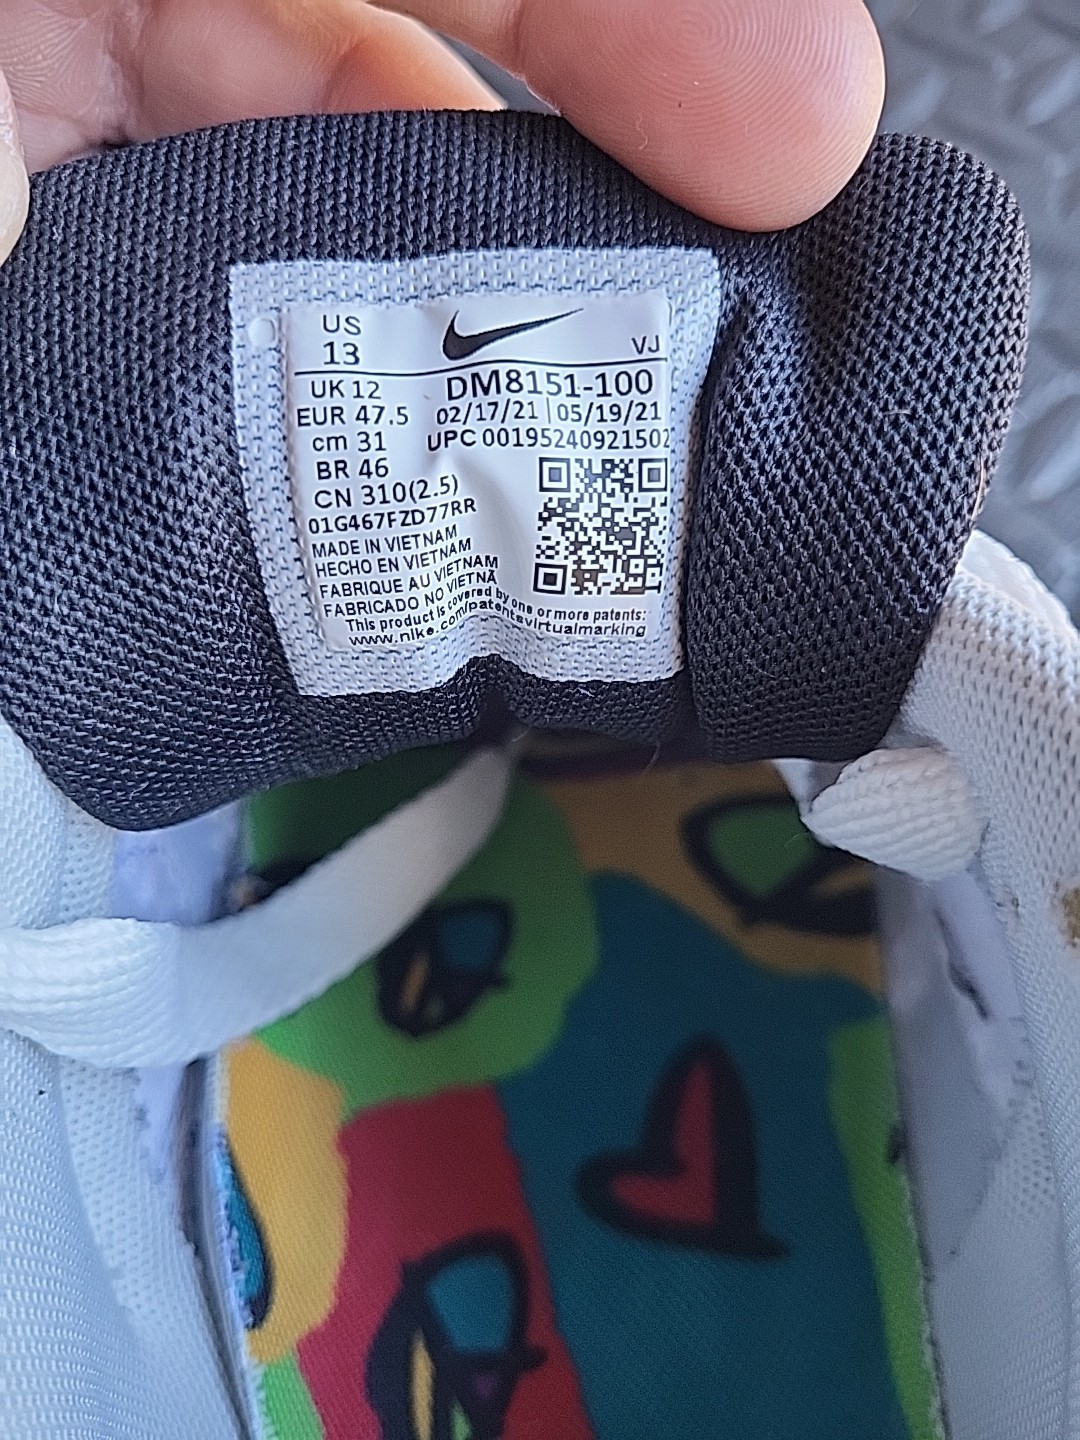 US
13
VJ
UK 12
DM8151-100
EUR 47.5
02/17/21 | 05/19/21
cm 31
UPC 00195240921502
BR 46
CN 310(2.5)
01G467FZD77RR
MADE IN VIETNAM
HECHO EN VIETNAM
FABRIQUE AU VIETNAM
FABRICADO NO VIETNÃ
This product is covered by one or more patents:
www.nike.com/patentsvirtualmarking